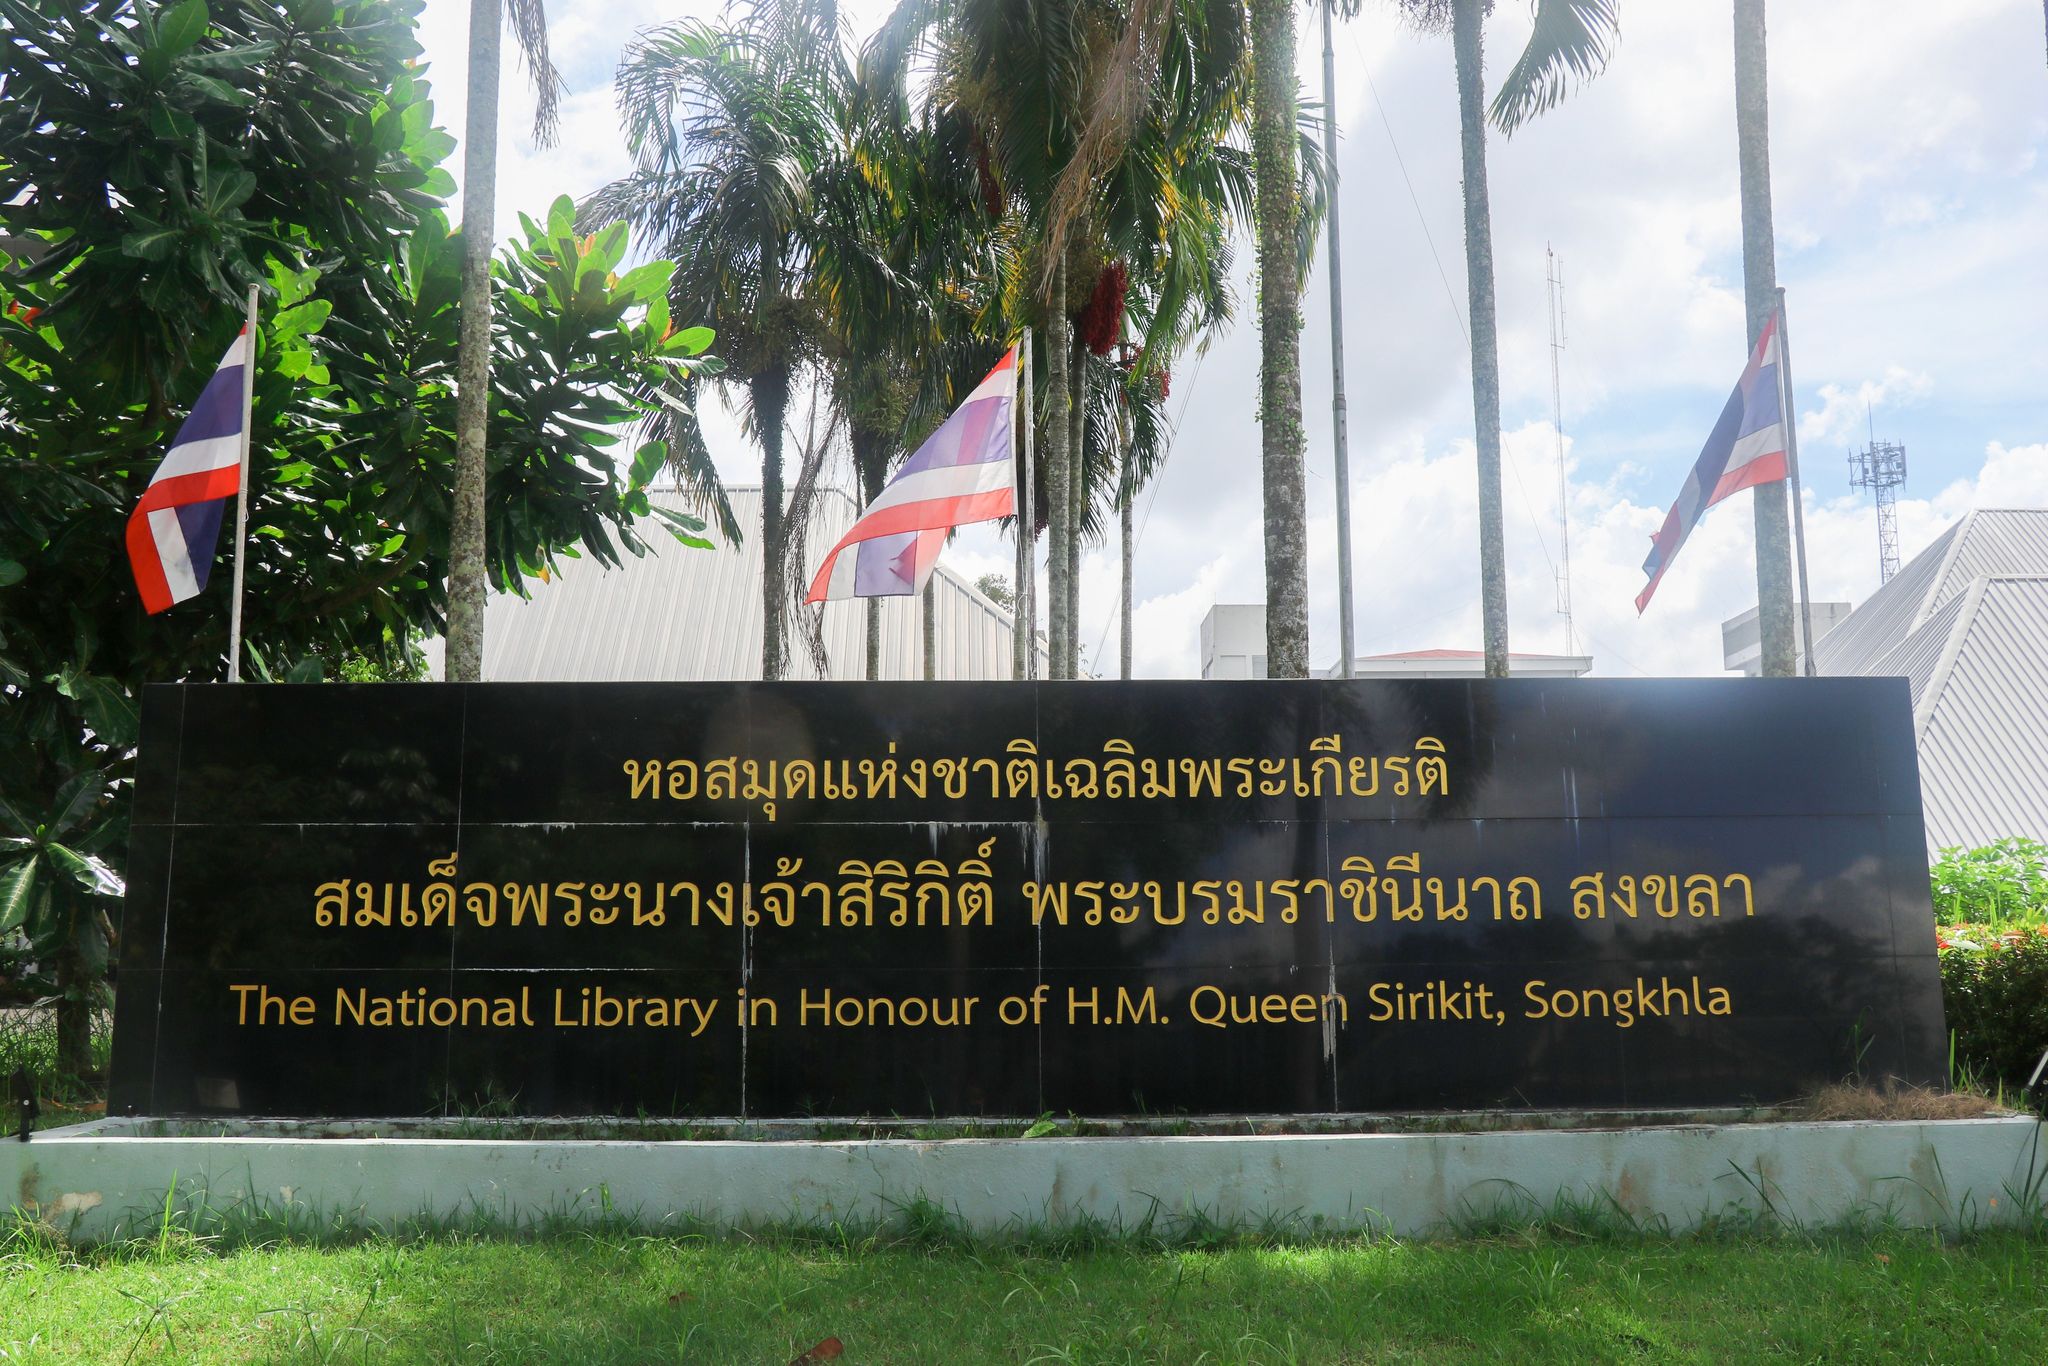 หอสมุดแห่งชาติเฉลิมพระเกียรติ
สมเด็จพระนางเจ้าสิริกิติ์ พระบรมราชินีนาถ สงขลา
The National Library in Honour of H.M. Queen Sirikit, Songkhla